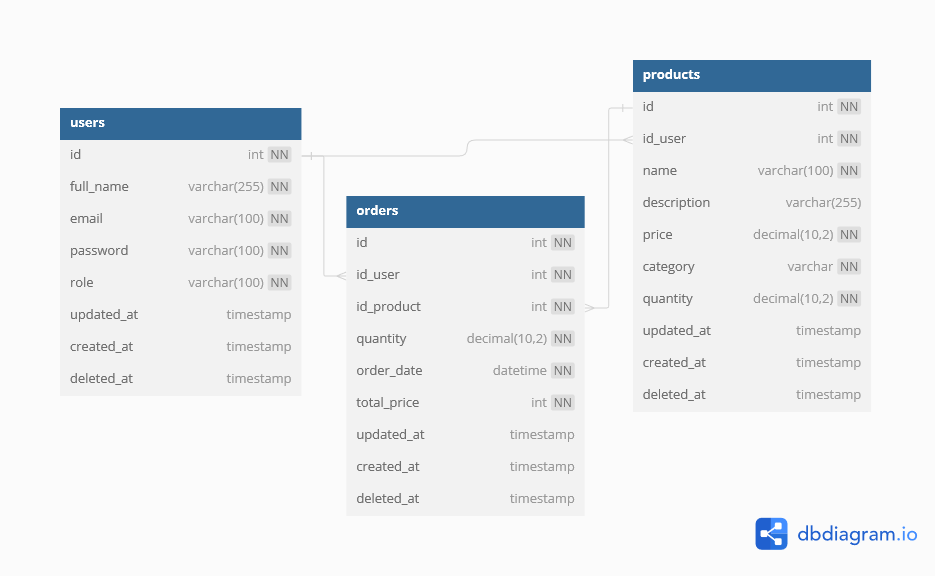 users
id int NN
full_name varchar(255) NN
email varchar(100) NN
password varchar(100) NN
role varchar(100) NN
updated_at timestamp
created_at timestamp
deleted_at timestamp
orders
id int NN
id_user int NN
id_product int NN
quantity decimal(10,2) NN
order_date datetime NN
total_price int NN
updated_at timestamp
created_at timestamp
deleted_at timestamp
products
id int NN
id_user int NN
name varchar(100) NN
description varchar(255)
price decimal(10,2) NN
category varchar NN
quantity decimal(10,2) NN
updated_at timestamp
created_at timestamp
deleted_at timestamp
dbdiagram.io